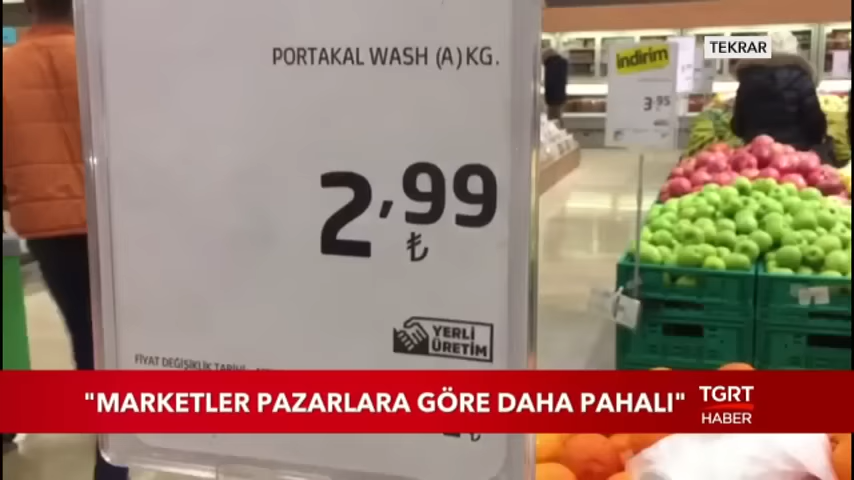 PORTAKAL WASH (A) KG.
2,99
₺
YERLİ
ÜRETİM
FİYAT DEĞİŞİKLİK TARİHİ
indirim
3,95
TEKRAR
"MARKETLER PAZARLARA GÖRE DAHA PAHALI"
TGRT
HABER